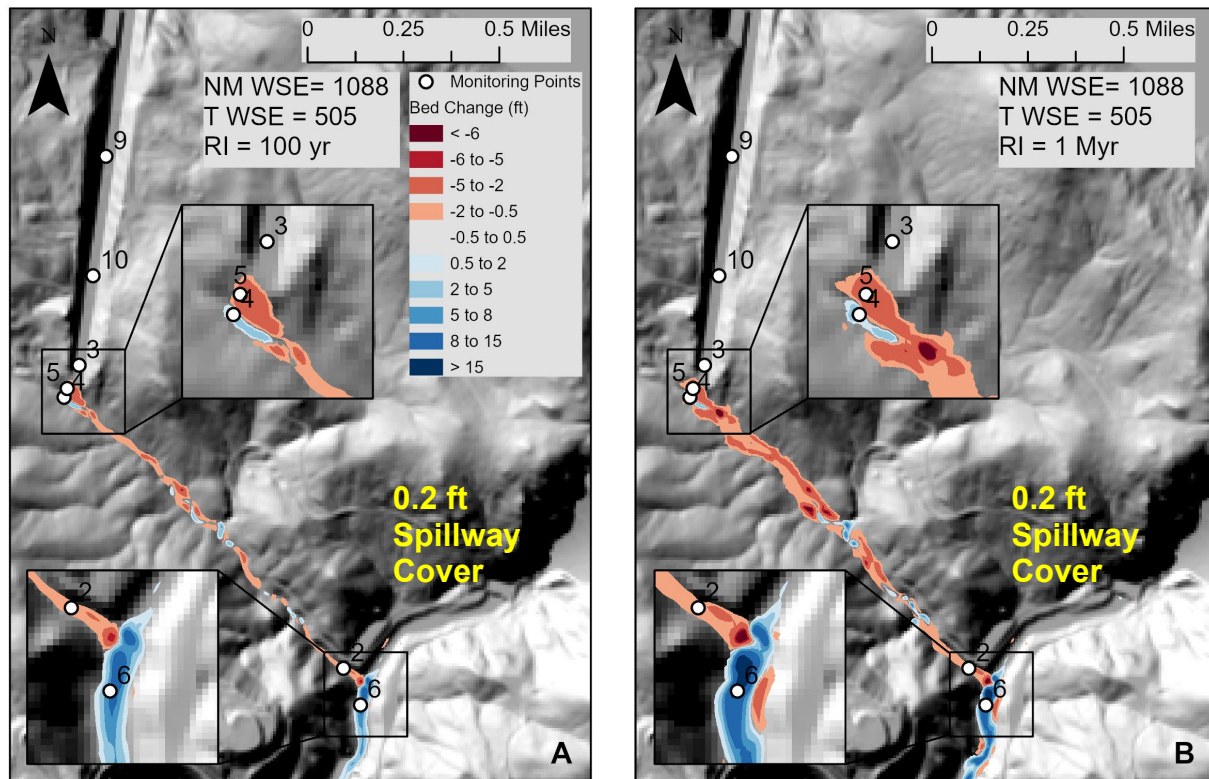 N
0 0.25 0.5 Miles
NM WSE= 1088
T WSE = 505
RI = 100 yr
Monitoring Points
Bed Change (ft)
< -6
-6 to -5
-5 to -2
-2 to -0.5
-0.5 to 0.5
0.5 to 2
2 to 5
5 to 8
8 to 15
> 15
9
10
3
5
4
3
5
4
0.2 ft
Spillway
Cover
2
6
2
6
A
N
0 0.25 0.5 Miles
NM WSE= 1088
T WSE = 505
RI = 1 Myr
9
10
3
5
4
3
5
4
0.2 ft
Spillway
Cover
2
6
2
6
B